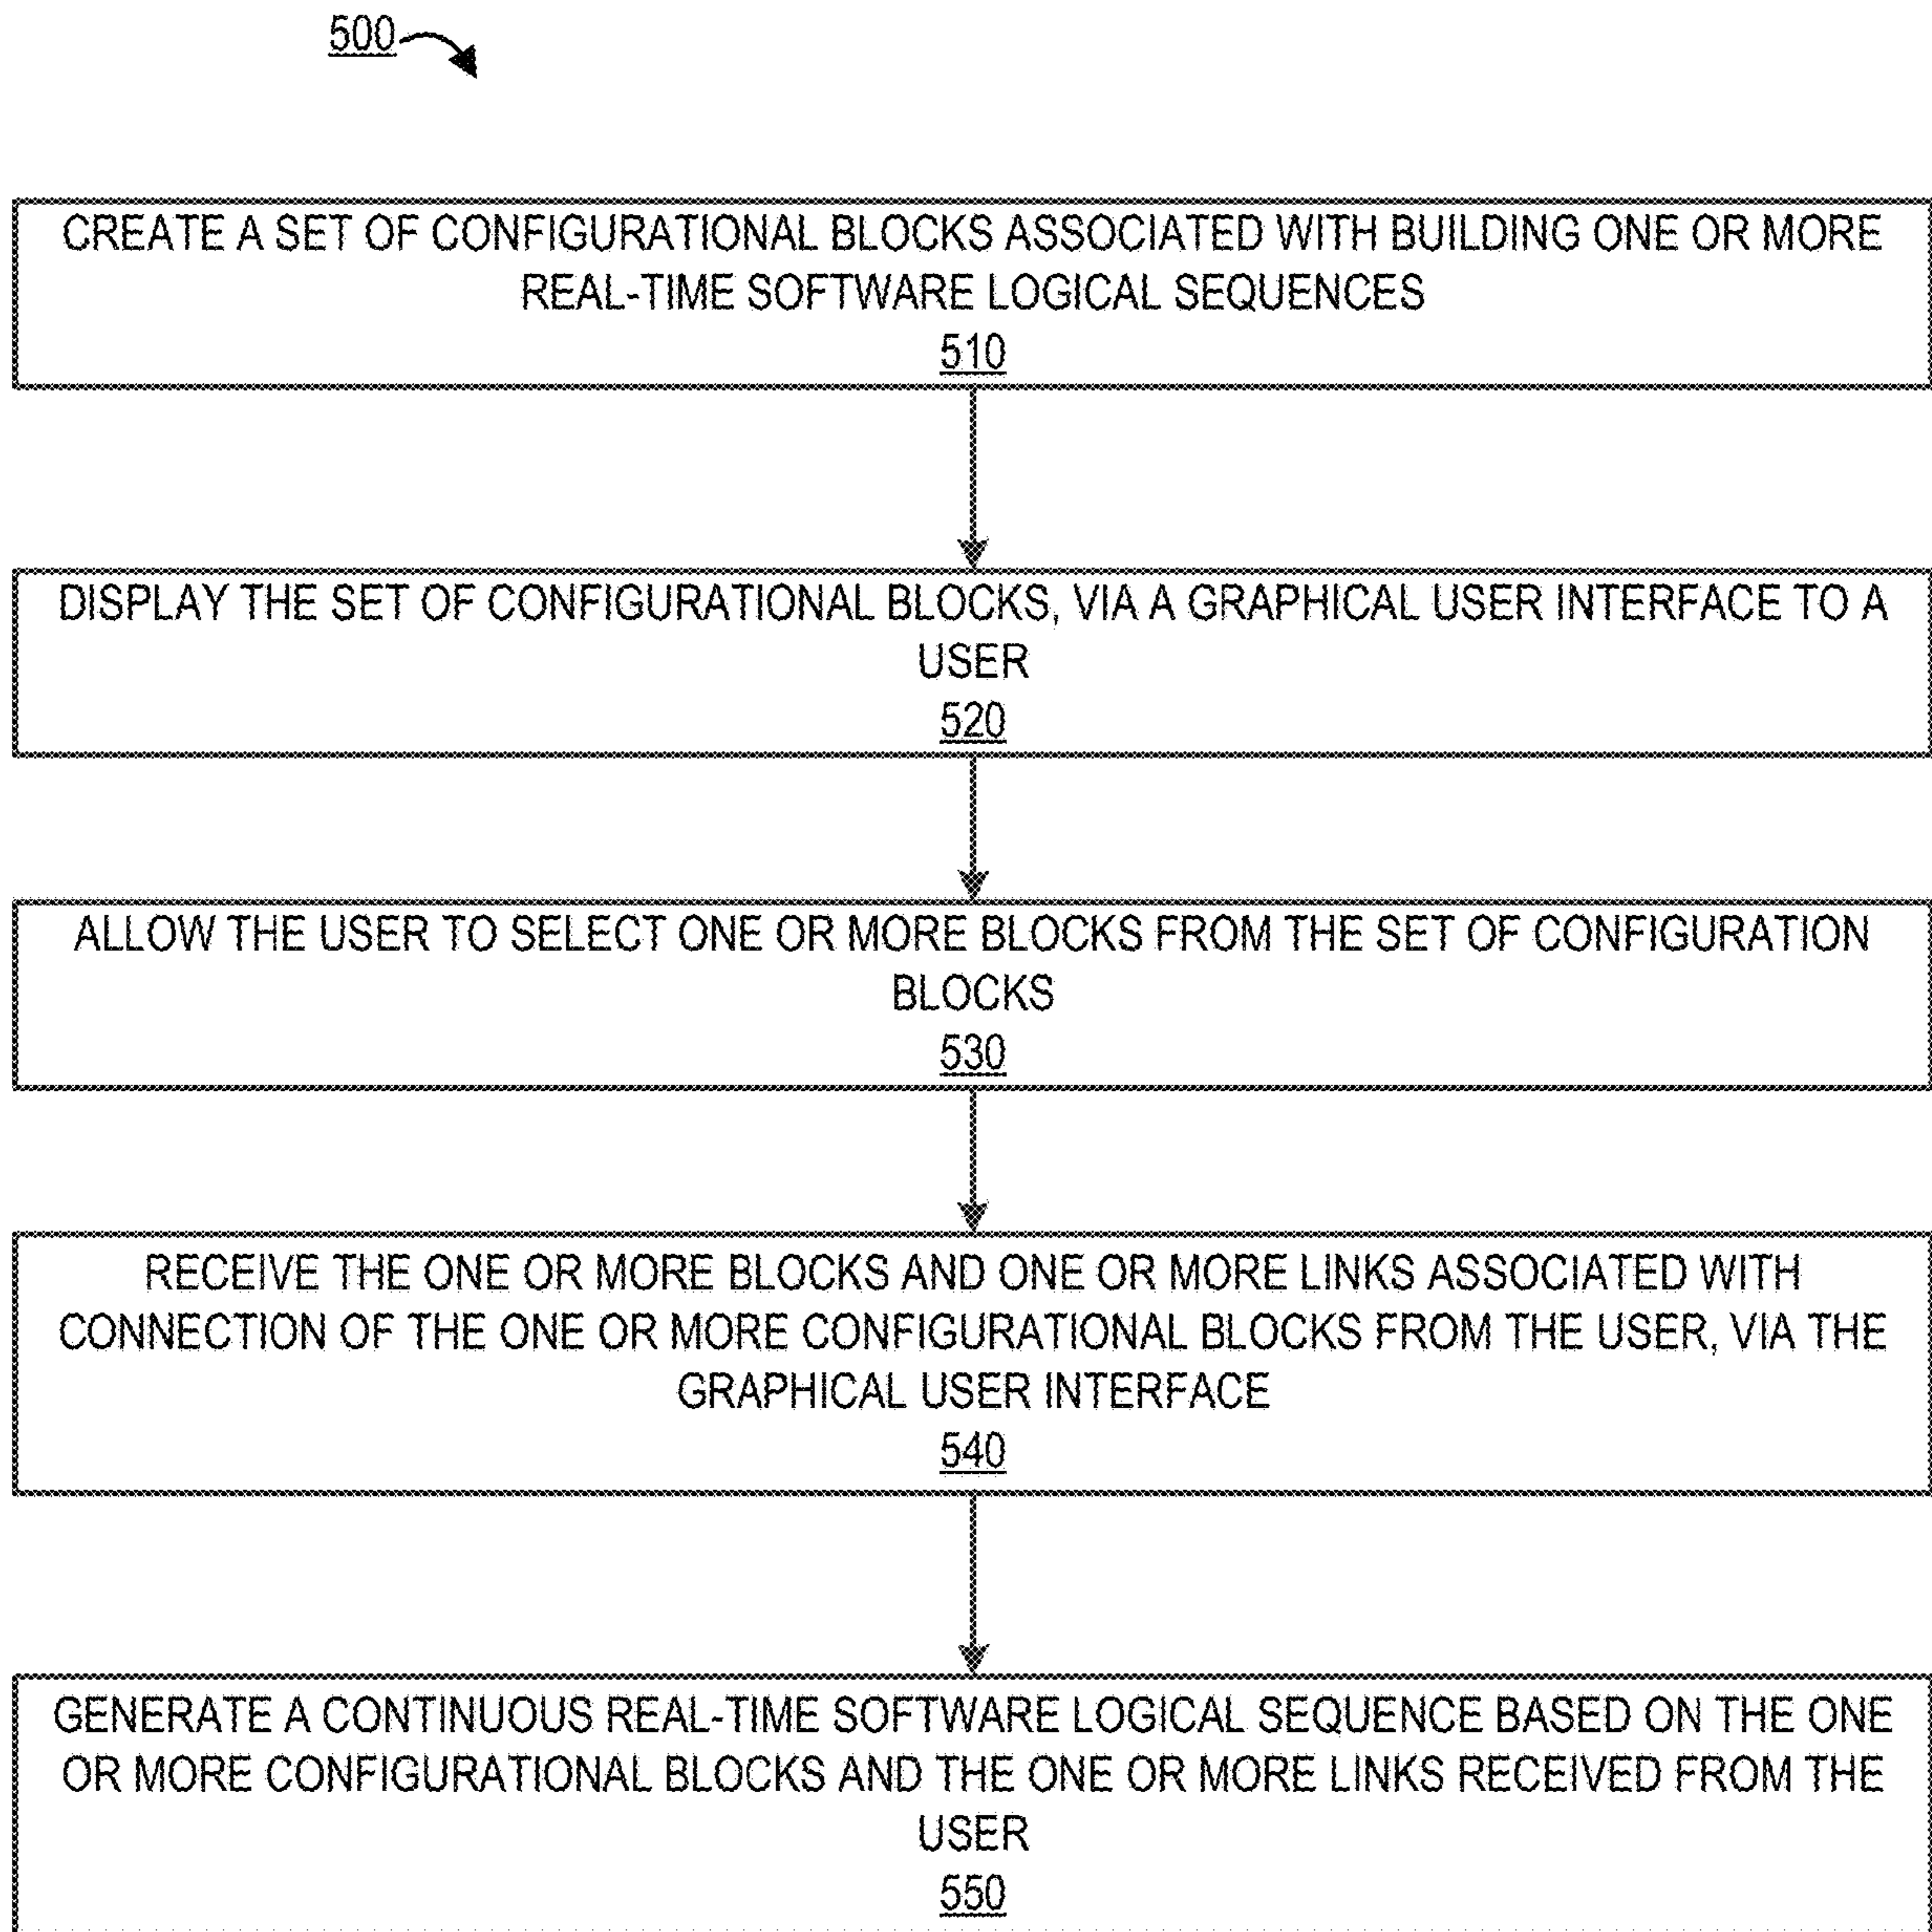 500
CREATE A SET OF CONFIGURATIONAL BLOCKS ASSOCIATED WITH BUILDING ONE OR MORE
REAL-TIME SOFTWARE LOGICAL SEQUENCES
510
DISPLAY THE SET OF CONFIGURATIONAL BLOCKS, VIA A GRAPHICAL USER INTERFACE TO A
USER
520
ALLOW THE USER TO SELECT ONE OR MORE BLOCKS FROM THE SET OF CONFIGURATION
BLOCKS
530
RECEIVE THE ONE OR MORE BLOCKS AND ONE OR MORE LINKS ASSOCIATED WITH
CONNECTION OF THE ONE OR MORE CONFIGURATIONAL BLOCKS FROM THE USER, VIA THE
GRAPHICAL USER INTERFACE
540
GENERATE A CONTINUOUS REAL-TIME SOFTWARE LOGICAL SEQUENCE BASED ON THE ONE
OR MORE CONFIGURATIONAL BLOCKS AND THE ONE OR MORE LINKS RECEIVED FROM THE
USER
550